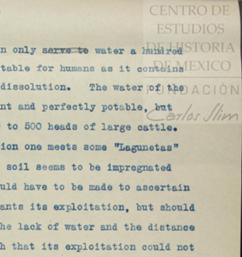 CENTRO DE
ESTUDIOS
DE HISTORIA
DE MEXICO
FUNDACIÓN
Carlos Slim
n only serve to water a hundred
table for humans as it contains
dissolution. The water of the
nt and perfectly potable, but
e to 500 heads of large cattle.
ion one meets some "Lagunetas"
soil seems to be impregnated
uld have to be made to ascertain
ants its exploitation, but should
he lack of water and the distance
h that its exploitation could not